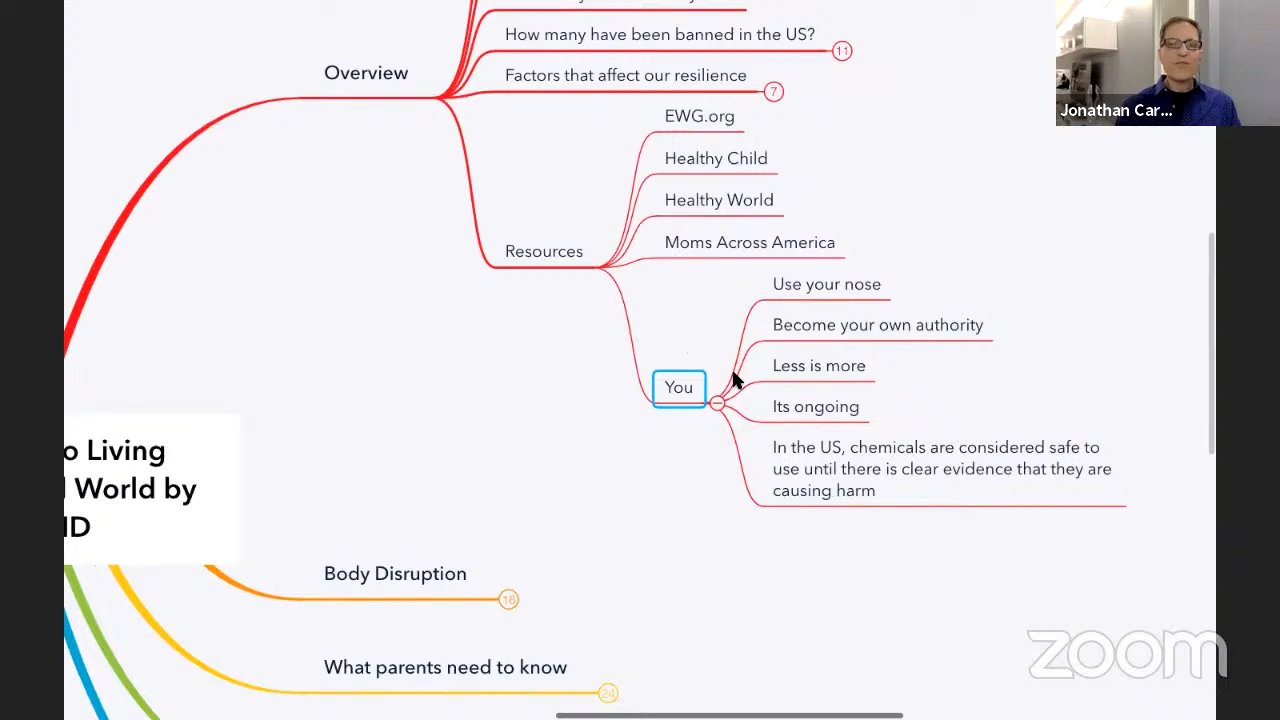 How many have been banned in the US?
11
Overview
Factors that affect our resilience
7
EWG.org
Healthy Child
Healthy World
Resources
Moms Across America
Use your nose
Become your own authority
Less is more
You
Its ongoing
In the US, chemicals are considered safe to
use until there is clear evidence that they are
causing harm
o Living
World by
ND
Body Disruption
16
What parents need to know
24
Jonathan Car...
zoom